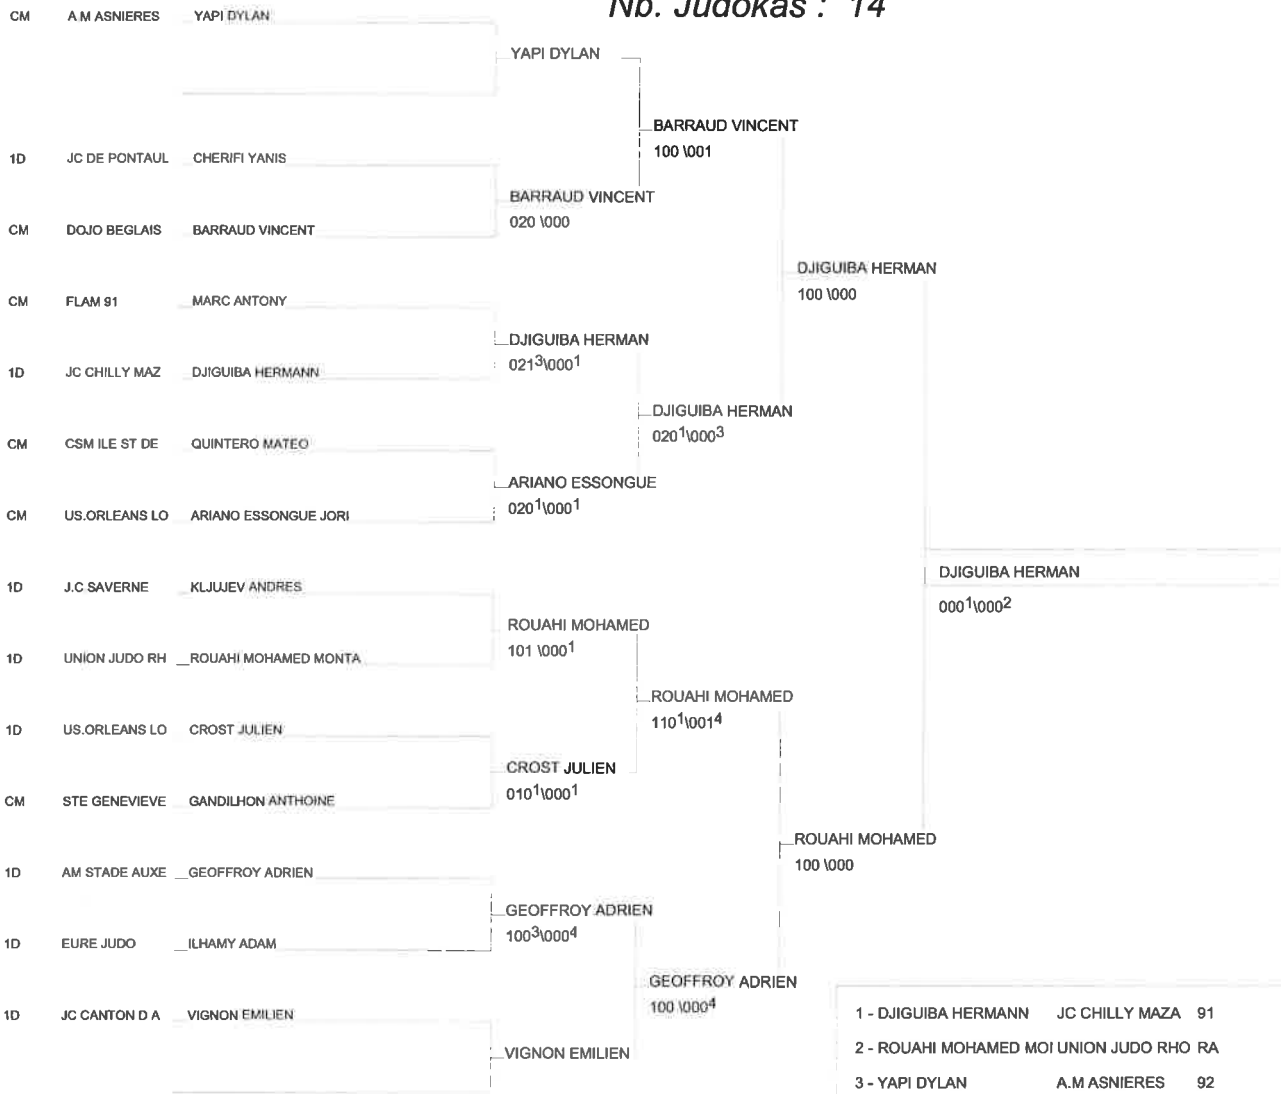 Nb. Judokas : 14
CM A.M ASNIERES YAPI DYLAN
YAPI DYLAN
BARRAUD VINCENT
100 \001
1D JC DE PONTAUL CHERIFI YANIS
BARRAUD VINCENT
020 \000
CM DOJO BEGLAIS BARRAUD VINCENT
DJIGUIBA HERMAN
100 \000
CM FLAM 91 MARC ANTONY
DJIGUIBA HERMAN
021³\000¹
1D JC CHILLY MAZ DJIGUIBA HERMANN
DJIGUIBA HERMAN
020¹\000³
CM CSM ILE ST DE QUINTERO MATEO
ARIANO ESSONGUE
020¹\000¹
CM US.ORLEANS LO ARIANO ESSONGUE JORI
DJIGUIBA HERMAN
000¹\000²
1D J.C SAVERNE KLJUJEV ANDRES
ROUAHI MOHAMED
101 \000¹
1D UNION JUDO RH ROUAHI MOHAMED MONTA
ROUAHI MOHAMED
110¹\001⁴
1D US.ORLEANS LO CROST JULIEN
CROST JULIEN
010¹\000¹
CM STE GENEVIEVE GANDILHON ANTHOINE
ROUAHI MOHAMED
100 \000
1D AM STADE AUXE GEOFFROY ADRIEN
GEOFFROY ADRIEN
100³\000⁴
1D EURE JUDO ILHAMY ADAM
GEOFFROY ADRIEN
100 \000⁴
1D JC CANTON D A VIGNON EMILIEN
VIGNON EMILIEN
1 - DJIGUIBA HERMANN JC CHILLY MAZA 91
2 - ROUAHI MOHAMED MOI UNION JUDO RHO RA
3 - YAPI DYLAN A.M ASNIERES 92